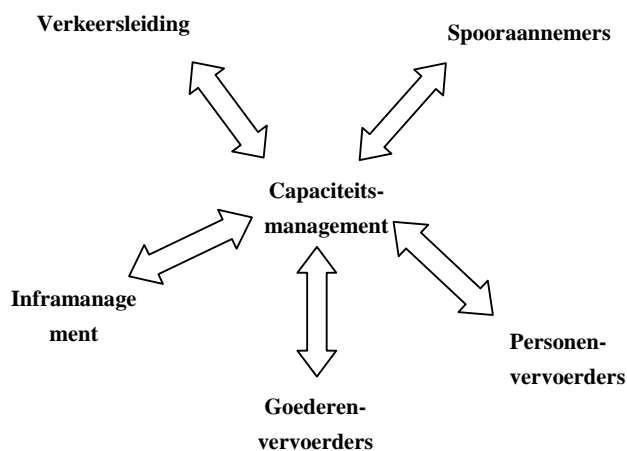 Verkeersleiding
Spooraannemers
Capaciteits-
management
Inframanage
ment
Personen-
vervoerders
Goederen-
vervoerders